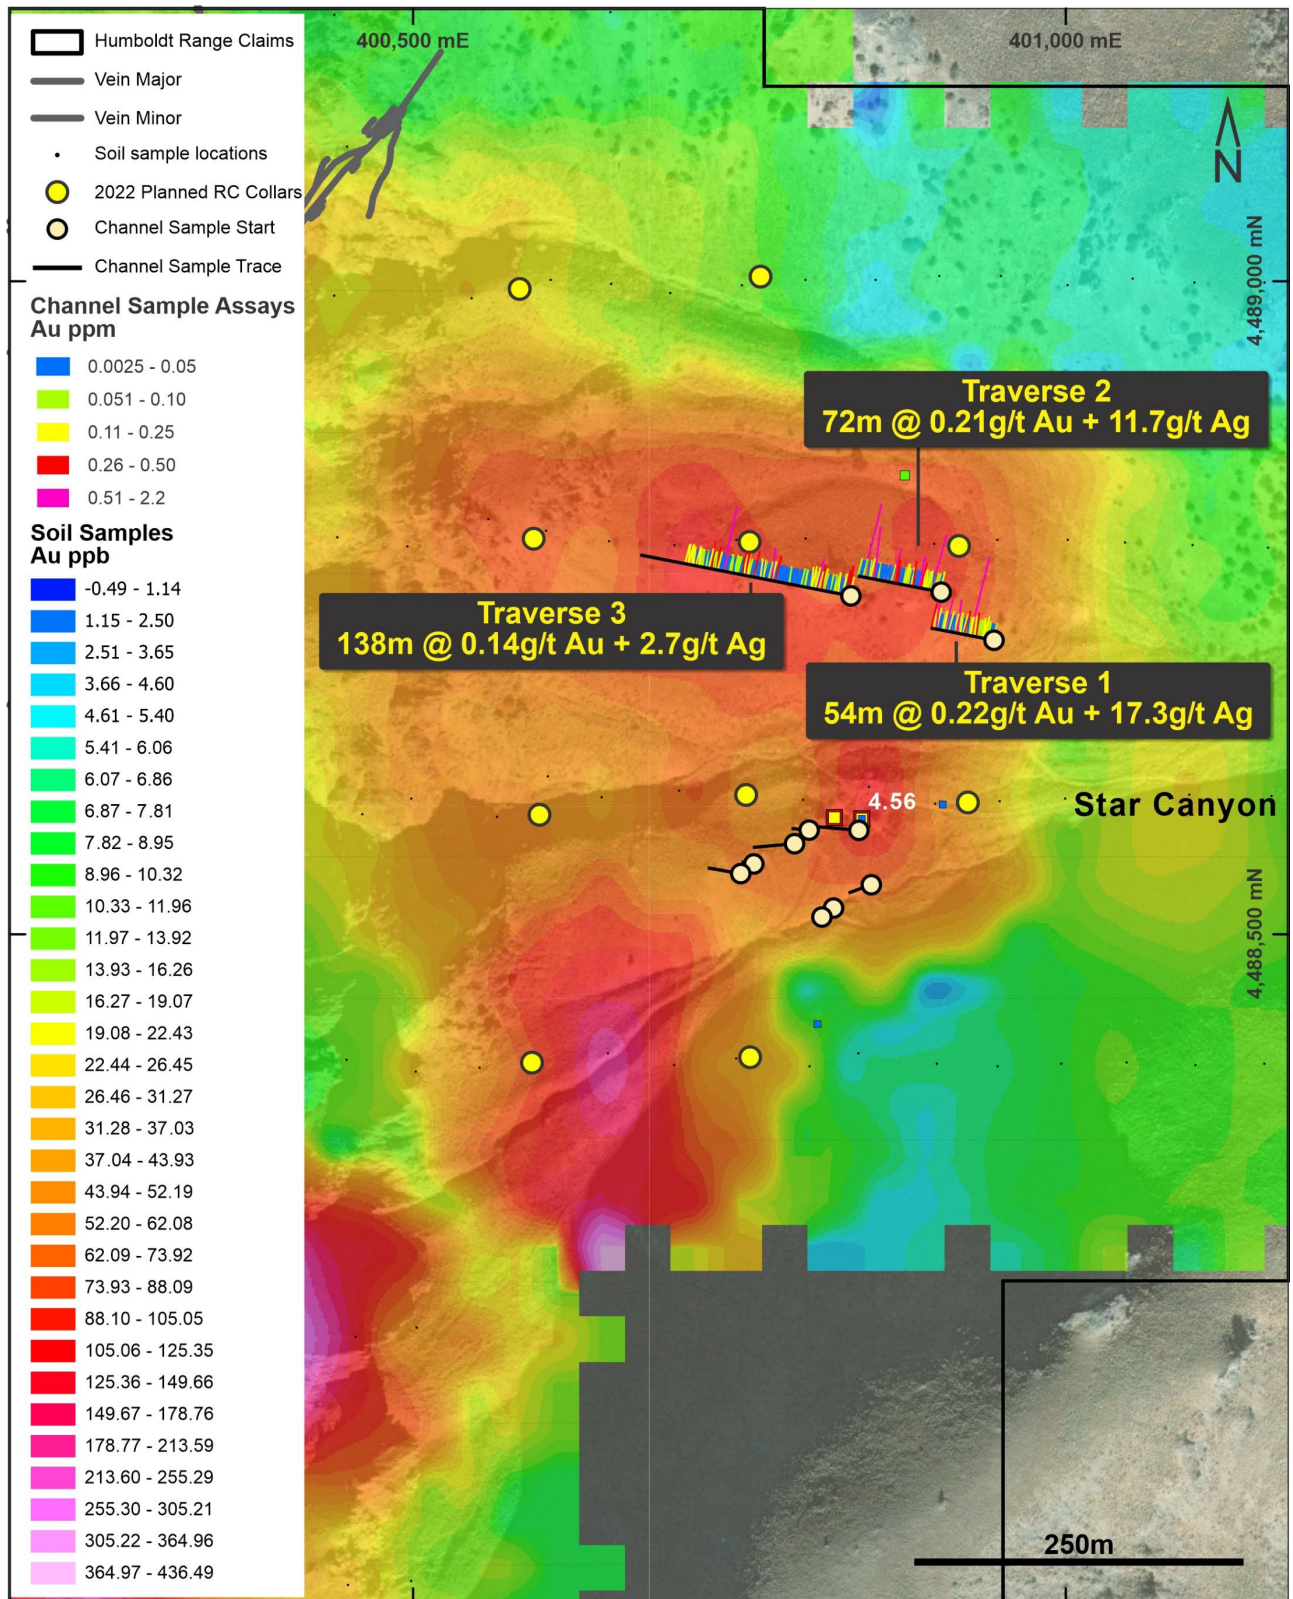 Humboldt Range Claims
Vein Major
Vein Minor
Soil sample locations
2022 Planned RC Collars
Channel Sample Start
Channel Sample Trace
Channel Sample Assays
Au ppm
0.0025 - 0.05
0.051 - 0.10
0.11 - 0.25
0.26 - 0.50
0.51 - 2.2
Soil Samples
Au ppb
-0.49 - 1.14
1.15 - 2.50
2.51 - 3.65
3.66 - 4.60
4.61 - 5.40
5.41 - 6.06
6.07 - 6.86
6.87 - 7.81
7.82 - 8.95
8.96 - 10.32
10.33 - 11.96
11.97 - 13.92
13.93 - 16.26
16.27 - 19.07
19.08 - 22.43
22.44 - 26.45
26.46 - 31.27
31.28 - 37.03
37.04 - 43.93
43.94 - 52.19
52.20 - 62.08
62.09 - 73.92
73.93 - 88.09
88.10 - 105.05
105.06 - 125.35
125.36 - 149.66
149.67 - 178.76
178.77 - 213.59
213.60 - 255.29
255.30 - 305.21
305.22 - 364.96
364.97 - 436.49
400,500 mE
401,000 mE
N
4,489,000 mN
Traverse 2
72m @ 0.21g/t Au + 11.7g/t Ag
Traverse 3
138m @ 0.14g/t Au + 2.7g/t Ag
Traverse 1
54m @ 0.22g/t Au + 17.3g/t Ag
4.56
Star Canyon
4,488,500 mN
250m